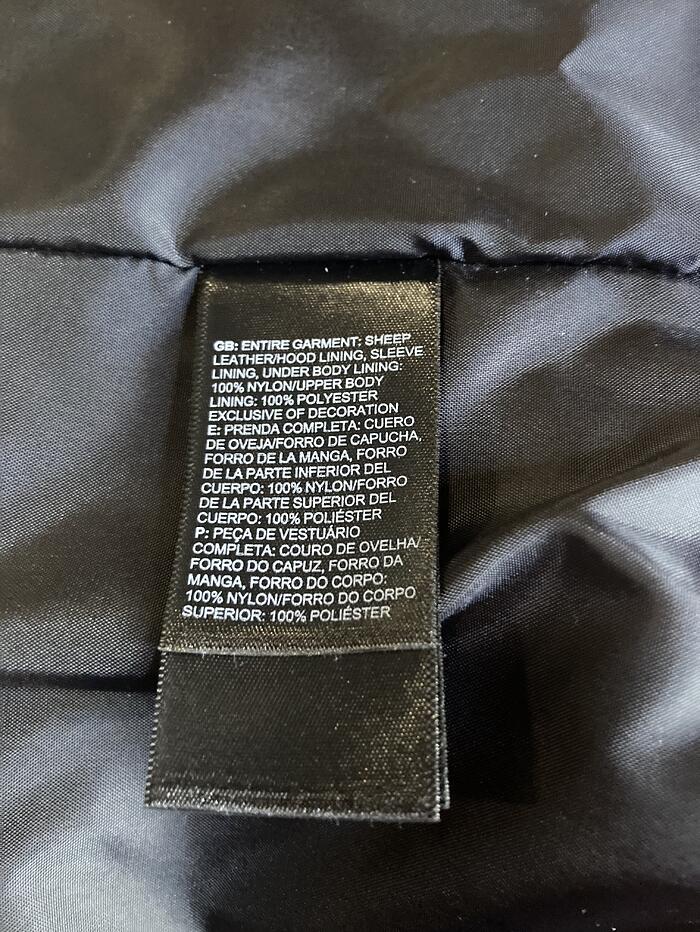 GB: ENTIRE GARMENT: SHEEP
LEATHER/HOOD LINING, SLEEVE
LINING, UNDER BODY LINING:
100% NYLON/UPPER BODY
LINING: 100% POLYESTER
EXCLUSIVE OF DECORATION
E: PRENDA COMPLETA: CUERO
DE OVEJA/FORRO DE CAPUCHA,
FORRO DE LA MANGA, FORRO
DE LA PARTE INFERIOR DEL
CUERPO: 100% NYLON/FORRO
DE LA PARTE SUPERIOR DEL
CUERPO: 100% POLIÉSTER
P: PEÇA DE VESTUÁRIO
COMPLETA: COURO DE OVELHA/
FORRO DO CAPUZ, FORRO DA
MANGA, FORRO DO CORPO:
100% NYLON/FORRO DO CORPO
SUPERIOR: 100% POLIÉSTER